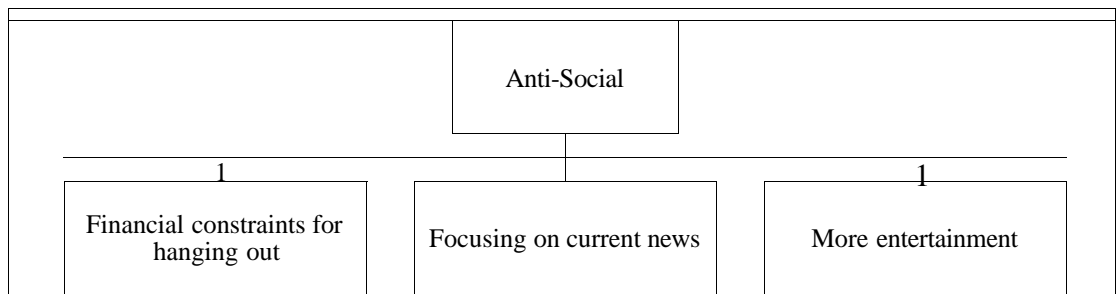 Anti-Social
1
1
Financial constraints for
hanging out
Focusing on current news
More entertainment